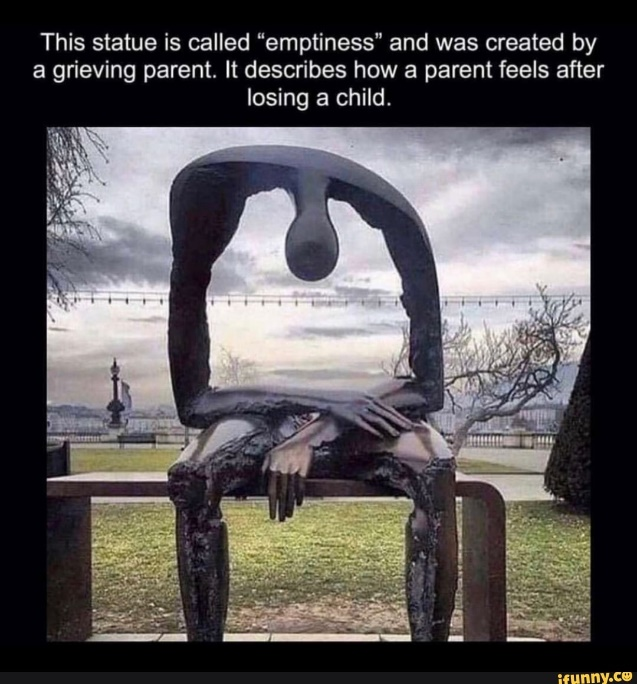 This statue is called “emptiness” and was created by
a grieving parent. It describes how a parent feels after
losing a child.
ifunny.co